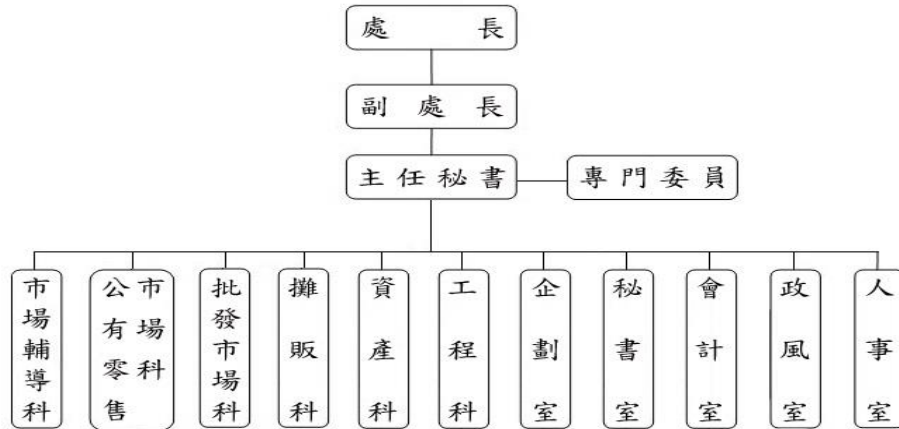 處長
副處長
主任秘書
專門委員
市場輔導科
公有零售
市場科
批發市場科
攤販科
資產科
工程科
企劃室
秘書室
會計室
政風室
人事室